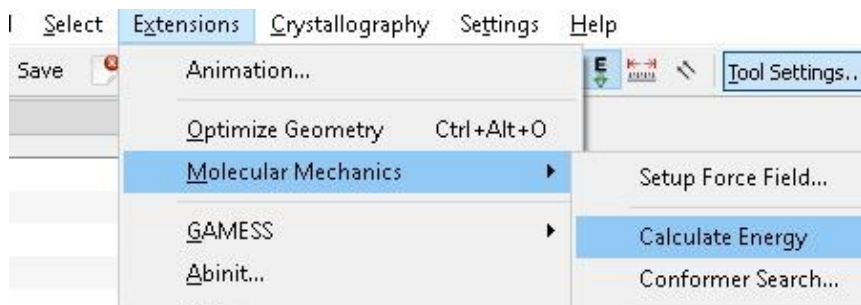 Select Extensions Crystallography Settings Help
Save Tool Settings..
Animation...
Optimize Geometry Ctrl+Alt+O
Molecular Mechanics
Setup Force Field...
GAMESS
Calculate Energy
Abinit...
Conformer Search...